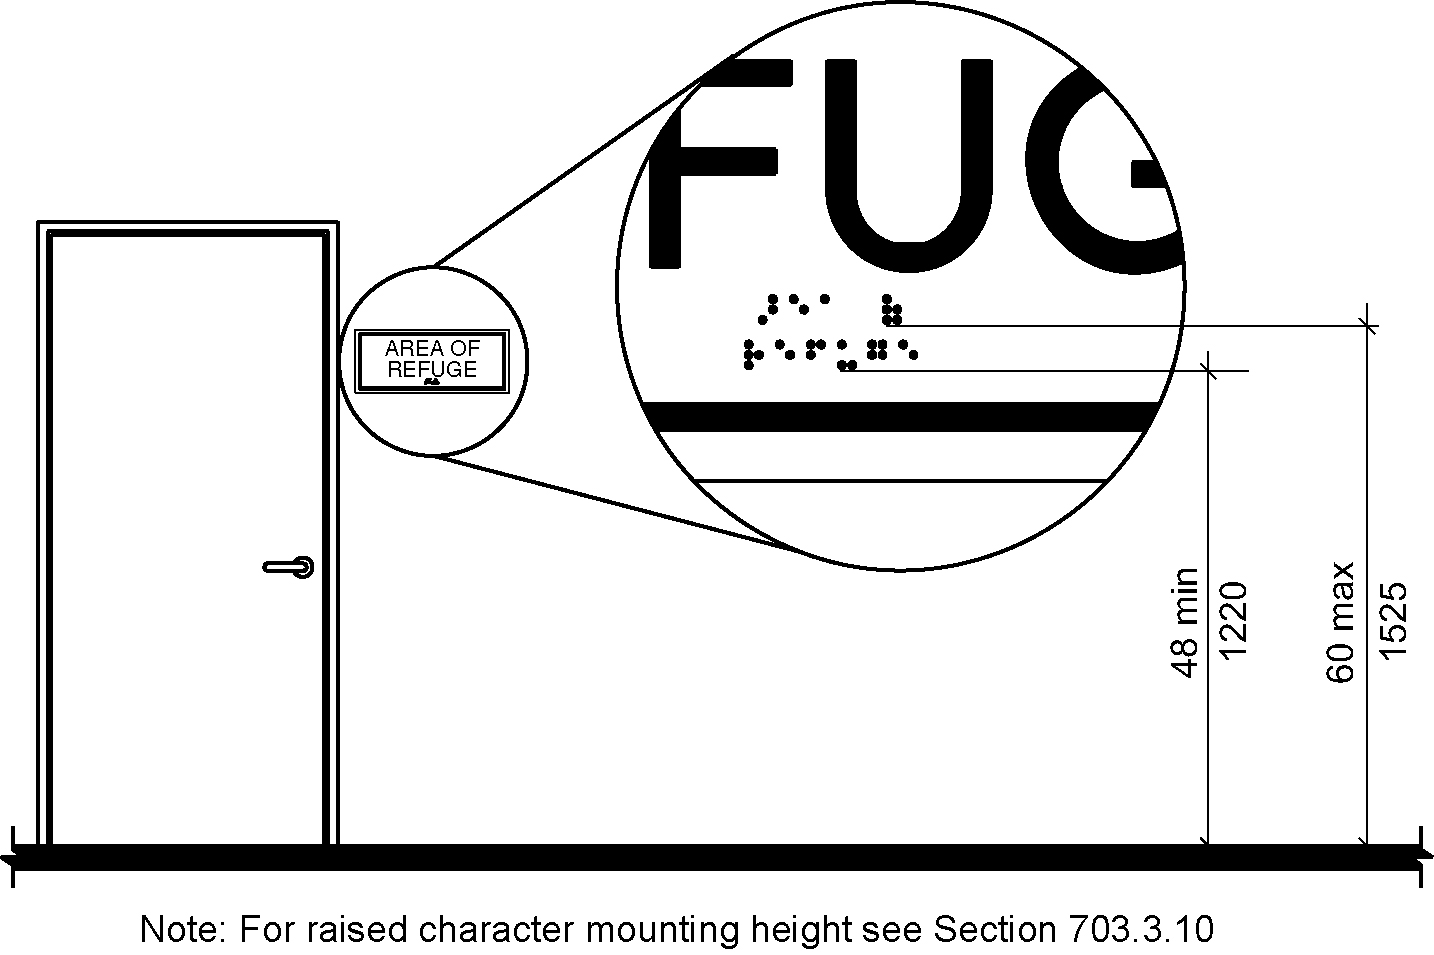 FUG
AREA OF
REFUGE
48 min
1220
60 max
1525
Note: For raised character mounting height see Section 703.3.10